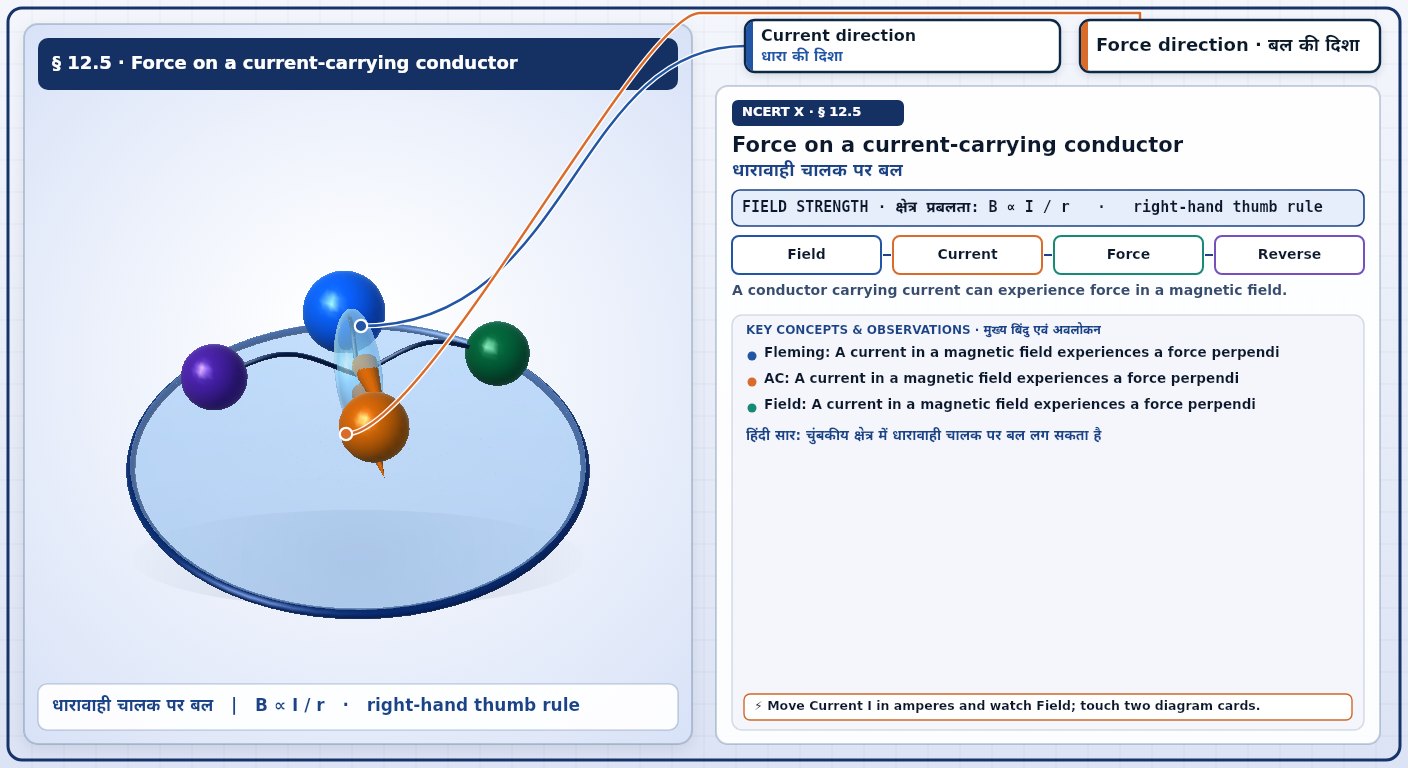 § 12.5 · Force on a current-carrying conductor
Current direction
धारा की दिशा
Force direction · बल की दिशा
NCERT X · § 12.5
Force on a current-carrying conductor
धारावाही चालक पर बल
FIELD STRENGTH · क्षेत्र प्रबलता: B ∝ I / r · right-hand thumb rule
Field
Current
Force
Reverse
A conductor carrying current can experience force in a magnetic field.
KEY CONCEPTS & OBSERVATIONS · मुख्य बिंदु एवं अवलोकन
Fleming: A current in a magnetic field experiences a force perpendi
AC: A current in a magnetic field experiences a force perpendi
Field: A current in a magnetic field experiences a force perpendi
हिंदी सार: चुंबकीय क्षेत्र में धारावाही चालक पर बल लग सकता है
⚡ Move Current I in amperes and watch Field; touch two diagram cards.
धारावाही चालक पर बल | B ∝ I / r · right-hand thumb rule